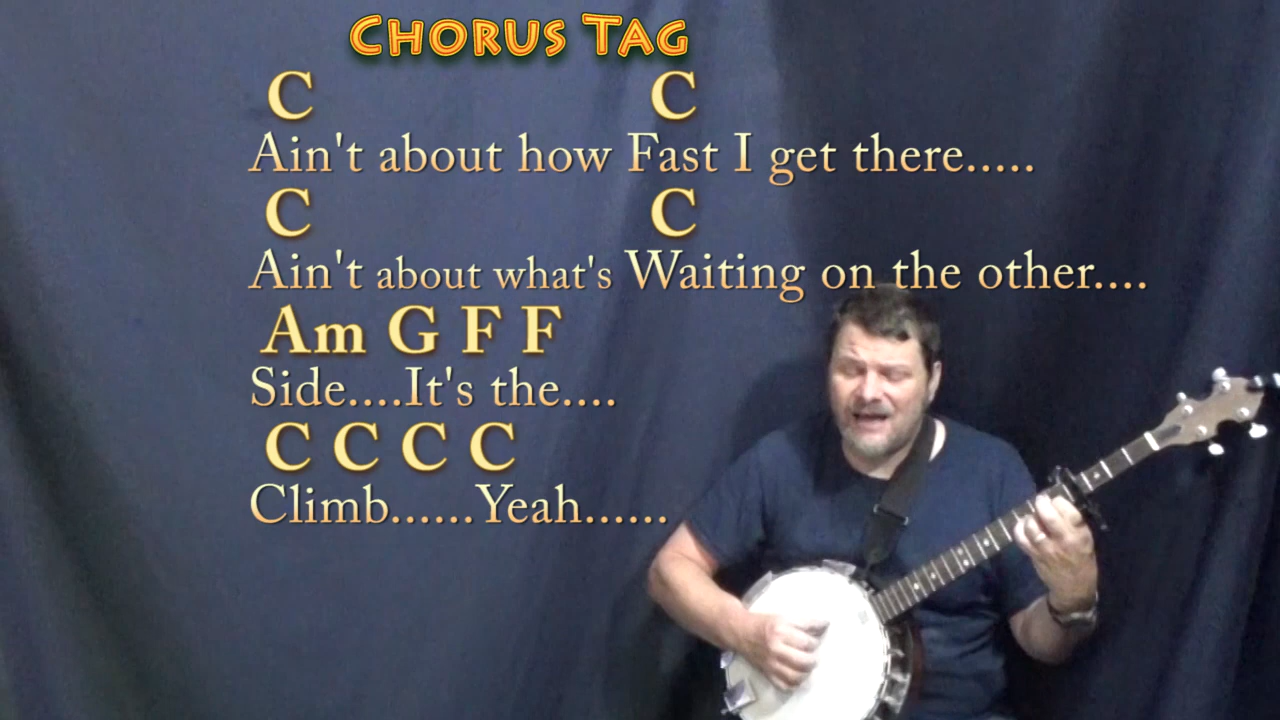 CHORUS TAG
C C
Ain't about how Fast I get there.....
C C
Ain't about what's Waiting on the other....
Am G F F
Side....It's the....
C C C C
Climb......Yeah......